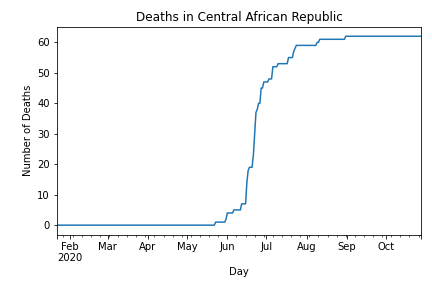 Deaths in Central African Republic
Number of Deaths
60
50
40
30
20
10
0
Feb Mar Apr May Jun Jul Aug Sep Oct
2020
Day